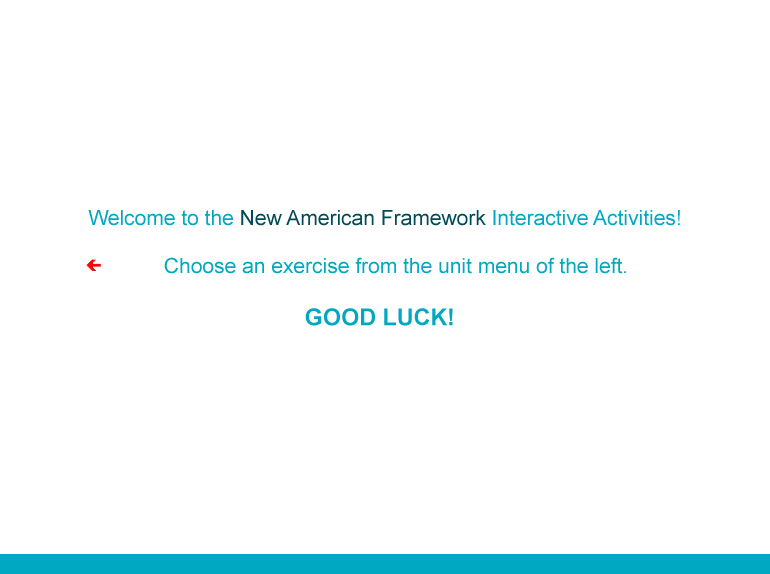 Welcome to the New American Framework Interactive Activities!
Choose an exercise from the unit menu of the left.
GOOD LUCK!